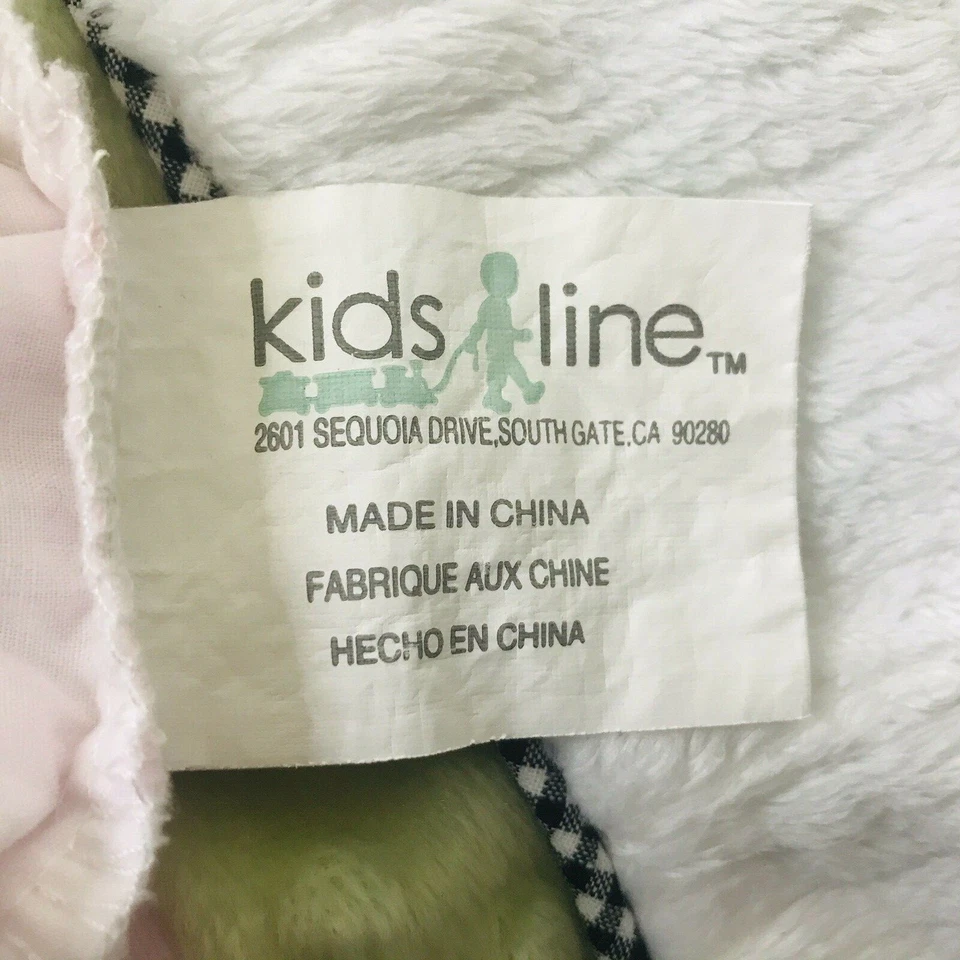 kids line™
2601 SEQUOIA DRIVE,SOUTH GATE,CA 90280
MADE IN CHINA
FABRIQUE AUX CHINE
HECHO EN CHINA